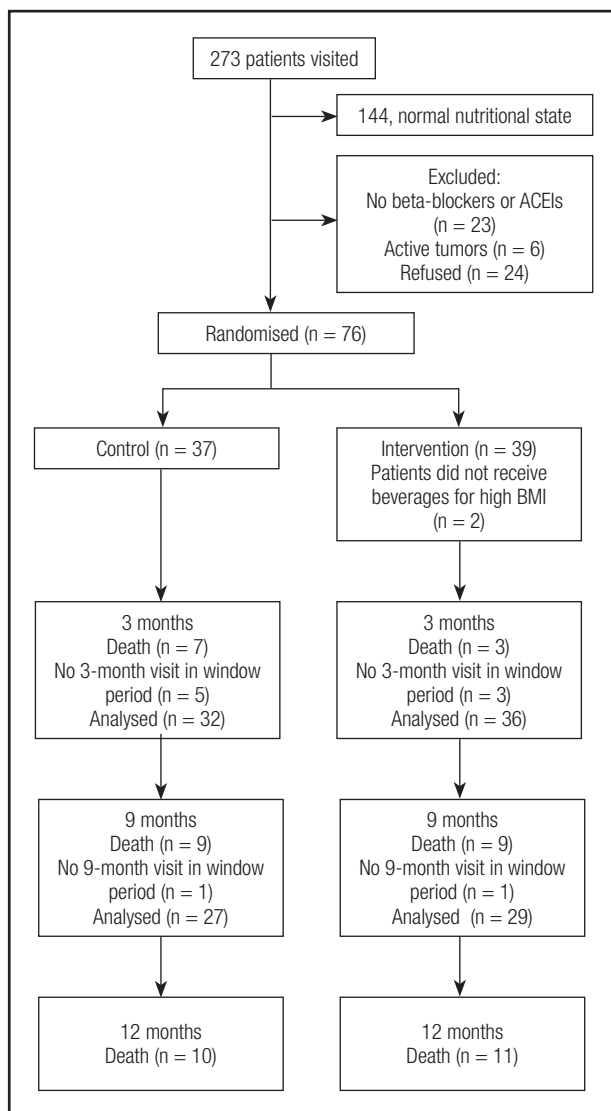 273 patients visited
144, normal nutritional state
Excluded:
No beta-blockers or ACEIs
(n = 23)
Active tumors (n = 6)
Refused (n = 24)
Randomised (n = 76)
Control (n = 37)
Intervention (n = 39)
Patients did not receive
beverages for high BMI
(n = 2)
3 months
Death (n = 7)
No 3-month visit in window
period (n = 5)
Analysed (n = 32)
3 months
Death (n = 3)
No 3-month visit in window
period (n = 3)
Analysed (n = 36)
9 months
Death (n = 9)
No 9-month visit in window
period (n = 1)
Analysed (n = 27)
9 months
Death (n = 9)
No 9-month visit in window
period (n = 1)
Analysed (n = 29)
12 months
Death (n = 10)
12 months
Death (n = 11)